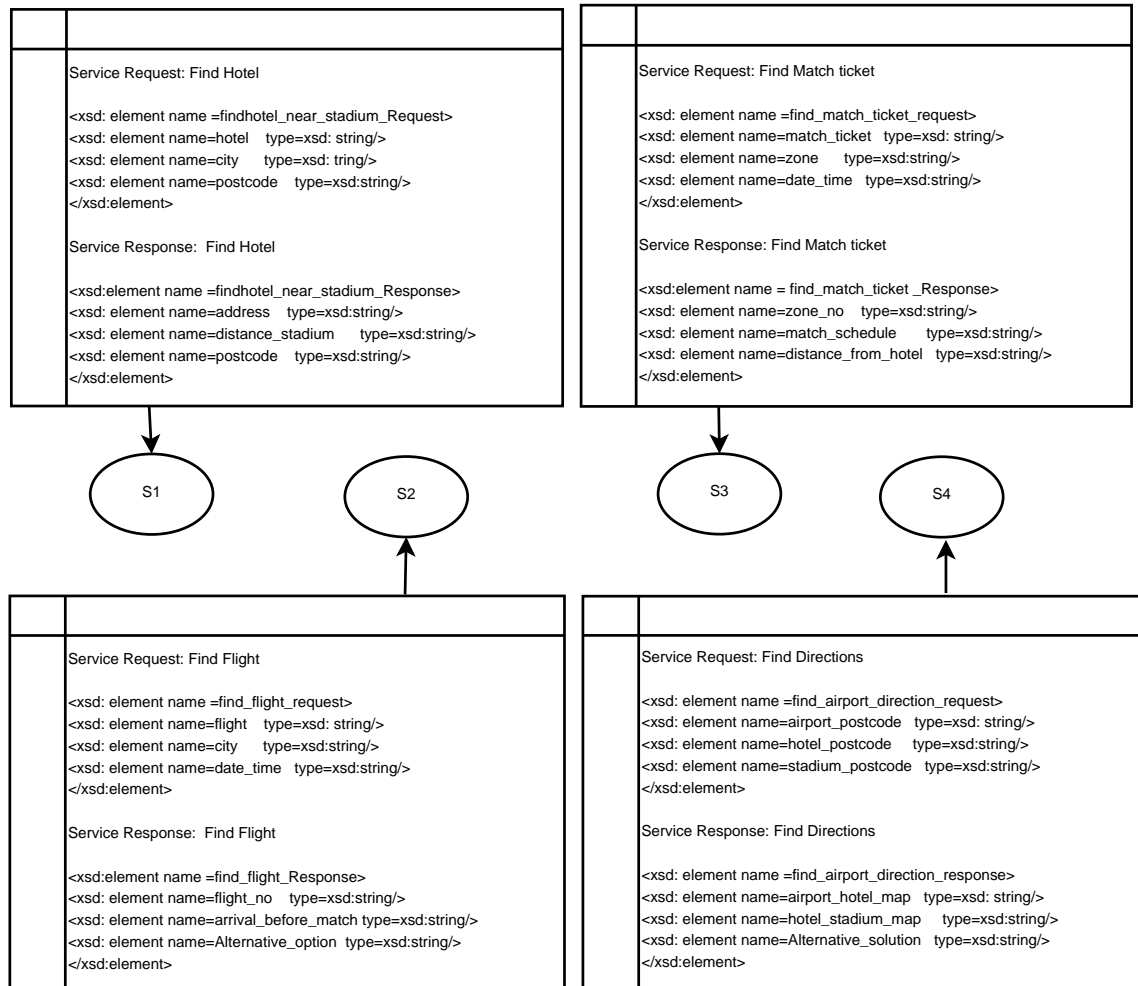 Service Request: Find Hotel
<xsd: element name =findhotel_near_stadium_Request>
<xsd: element name=hotel type=xsd: string/>
<xsd: element name=city type=xsd: tring/>
<xsd: element name=postcode type=xsd:string/>
</xsd:element>
Service Response: Find Hotel
<xsd:element name =findhotel_near_stadium_Response>
<xsd: element name=address type=xsd:string/>
<xsd: element name=distance_stadium type=xsd:string/>
<xsd: element name=postcode type=xsd:string/>
</xsd:element>
Service Request: Find Match ticket
<xsd: element name =find_match_ticket_request>
<xsd: element name=match_ticket type=xsd: string/>
<xsd: element name=zone type=xsd:string/>
<xsd: element name=date_time type=xsd:string/>
</xsd:element>
Service Response: Find Match ticket
<xsd:element name = find_match_ticket _Response>
<xsd: element name=zone_no type=xsd:string/>
<xsd: element name=match_schedule type=xsd:string/>
<xsd: element name=distance_from_hotel type=xsd:string/>
</xsd:element>
S1
S2
S3
S4
Service Request: Find Flight
<xsd: element name =find_flight_request>
<xsd: element name=flight type=xsd: string/>
<xsd: element name=city type=xsd:string/>
<xsd: element name=date_time type=xsd:string/>
</xsd:element>
Service Response: Find Flight
<xsd:element name =find_flight_Response>
<xsd: element name=flight_no type=xsd:string/>
<xsd: element name=arrival_before_match type=xsd:string/>
<xsd: element name=Alternative_option type=xsd:string/>
</xsd:element>
Service Request: Find Directions
<xsd: element name =find_airport_direction_request>
<xsd: element name=airport_postcode type=xsd: string/>
<xsd: element name=hotel_postcode type=xsd:string/>
<xsd: element name=stadium_postcode type=xsd:string/>
</xsd:element>
Service Response: Find Directions
<xsd: element name =find_airport_direction_response>
<xsd: element name=airport_hotel_map type=xsd: string/>
<xsd: element name=hotel_stadium_map type=xsd:string/>
<xsd: element name=Alternative_solution type=xsd:string/>
</xsd:element>